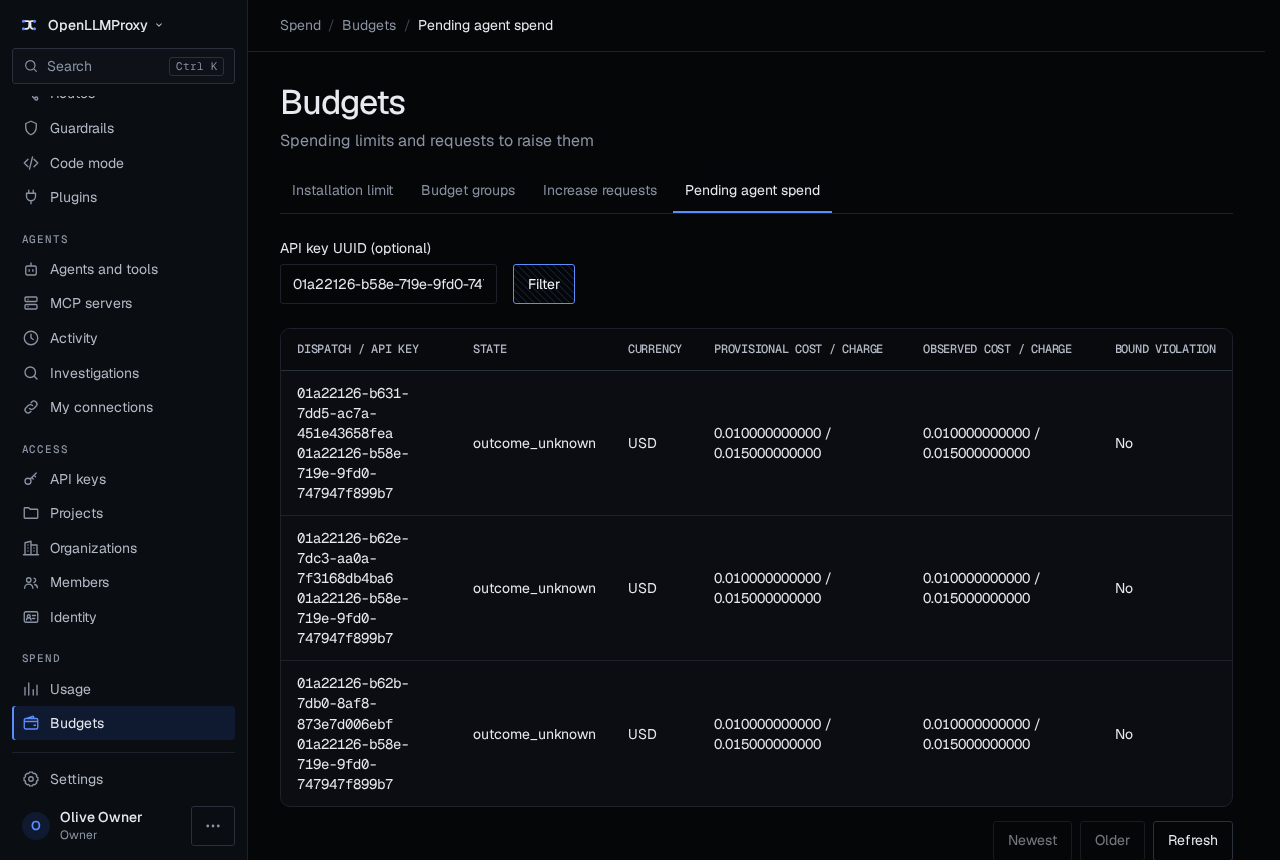 OpenLLMProxy
Search
Ctrl K
Routes
Guardrails
Code mode
Plugins
AGENTS
Agents and tools
MCP servers
Activity
Investigations
My connections
ACCESS
API keys
Projects
Organizations
Members
Identity
SPEND
Usage
Budgets
Settings
O
Olive Owner
Owner
Spend / Budgets / Pending agent spend
Budgets
Spending limits and requests to raise them
Installation limit
Budget groups
Increase requests
Pending agent spend
API key UUID (optional)
01a22126-b58e-719e-9fd0-74
Filter
DISPATCH / API KEY
STATE
CURRENCY
PROVISIONAL COST / CHARGE
OBSERVED COST / CHARGE
BOUND VIOLATION
01a22126-b631-
7dd5-ac7a-
451e43658fea
01a22126-b58e-
719e-9fd0-
747947f899b7
outcome_unknown
USD
0.010000000000 /
0.015000000000
0.010000000000 /
0.015000000000
No
01a22126-b62e-
7dc3-aa0a-
7f3168db4ba6
01a22126-b58e-
719e-9fd0-
747947f899b7
outcome_unknown
USD
0.010000000000 /
0.015000000000
0.010000000000 /
0.015000000000
No
01a22126-b62b-
7db0-8af8-
873e7d006ebf
01a22126-b58e-
719e-9fd0-
747947f899b7
outcome_unknown
USD
0.010000000000 /
0.015000000000
0.010000000000 /
0.015000000000
No
Newest
Older
Refresh